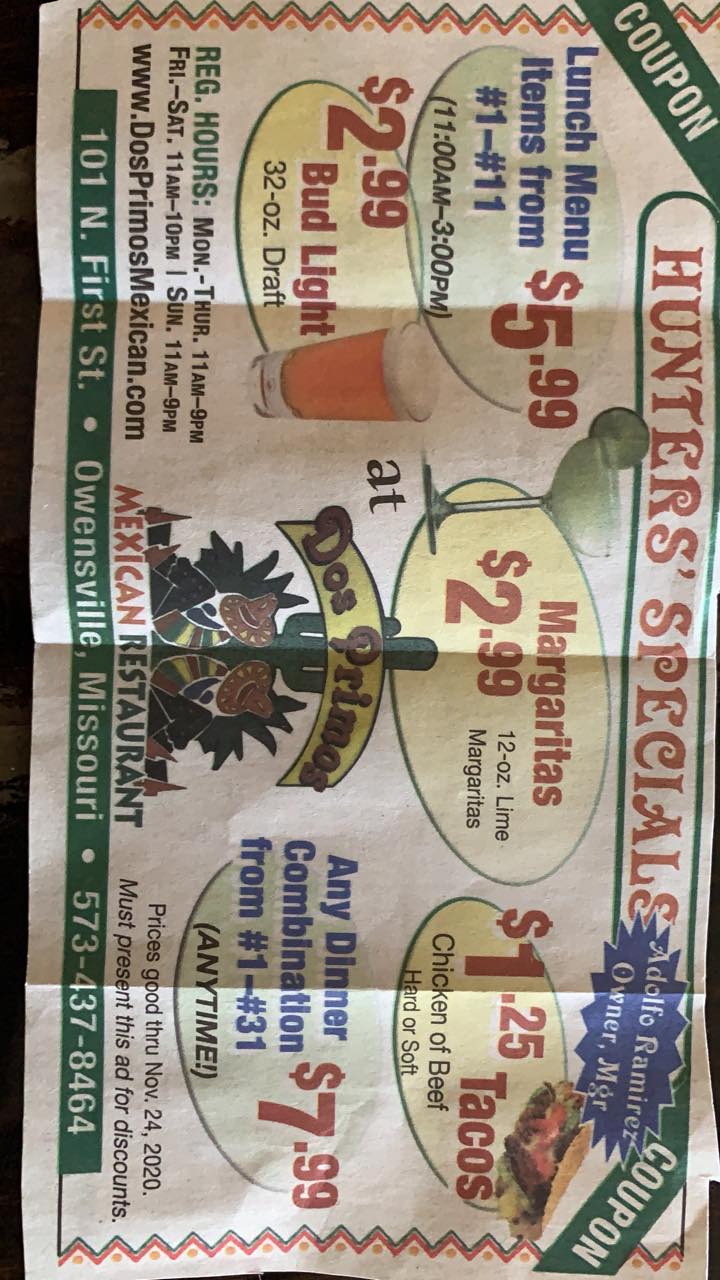 COUPON
HUNTERS' SPECIALS
Adolfo Ramirez
Owner, Mgr
COUPON
Lunch Menu
Items from
#1–#11
$5.99
(11:00AM–3:00PM)
$2.99
Bud Light
32-oz. Draft
Margaritas
$2.99
12-oz. Lime
Margaritas
$1.25 Tacos
Chicken of Beef
Hard or Soft
at
Dos Primos
MEXICAN RESTAURANT
Any Dinner
Combination
from #1–#31
$7.99
(ANYTIME!)
REG. HOURS: MON.-THUR. 11AM–9PM
FRI.–SAT. 11AM–10PM | SUN. 11AM–9PM
www.DosPrimosMexican.com
Prices good thru Nov. 24, 2020.
Must present this ad for discounts.
101 N. First St. • Owensville, Missouri • 573-437-8464